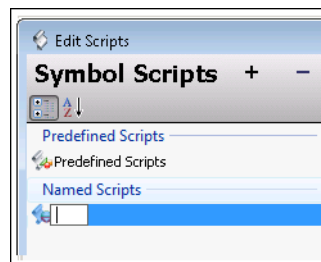 Edit Scripts
Symbol Scripts + −
A
Z
Predefined Scripts
Predefined Scripts
Named Scripts